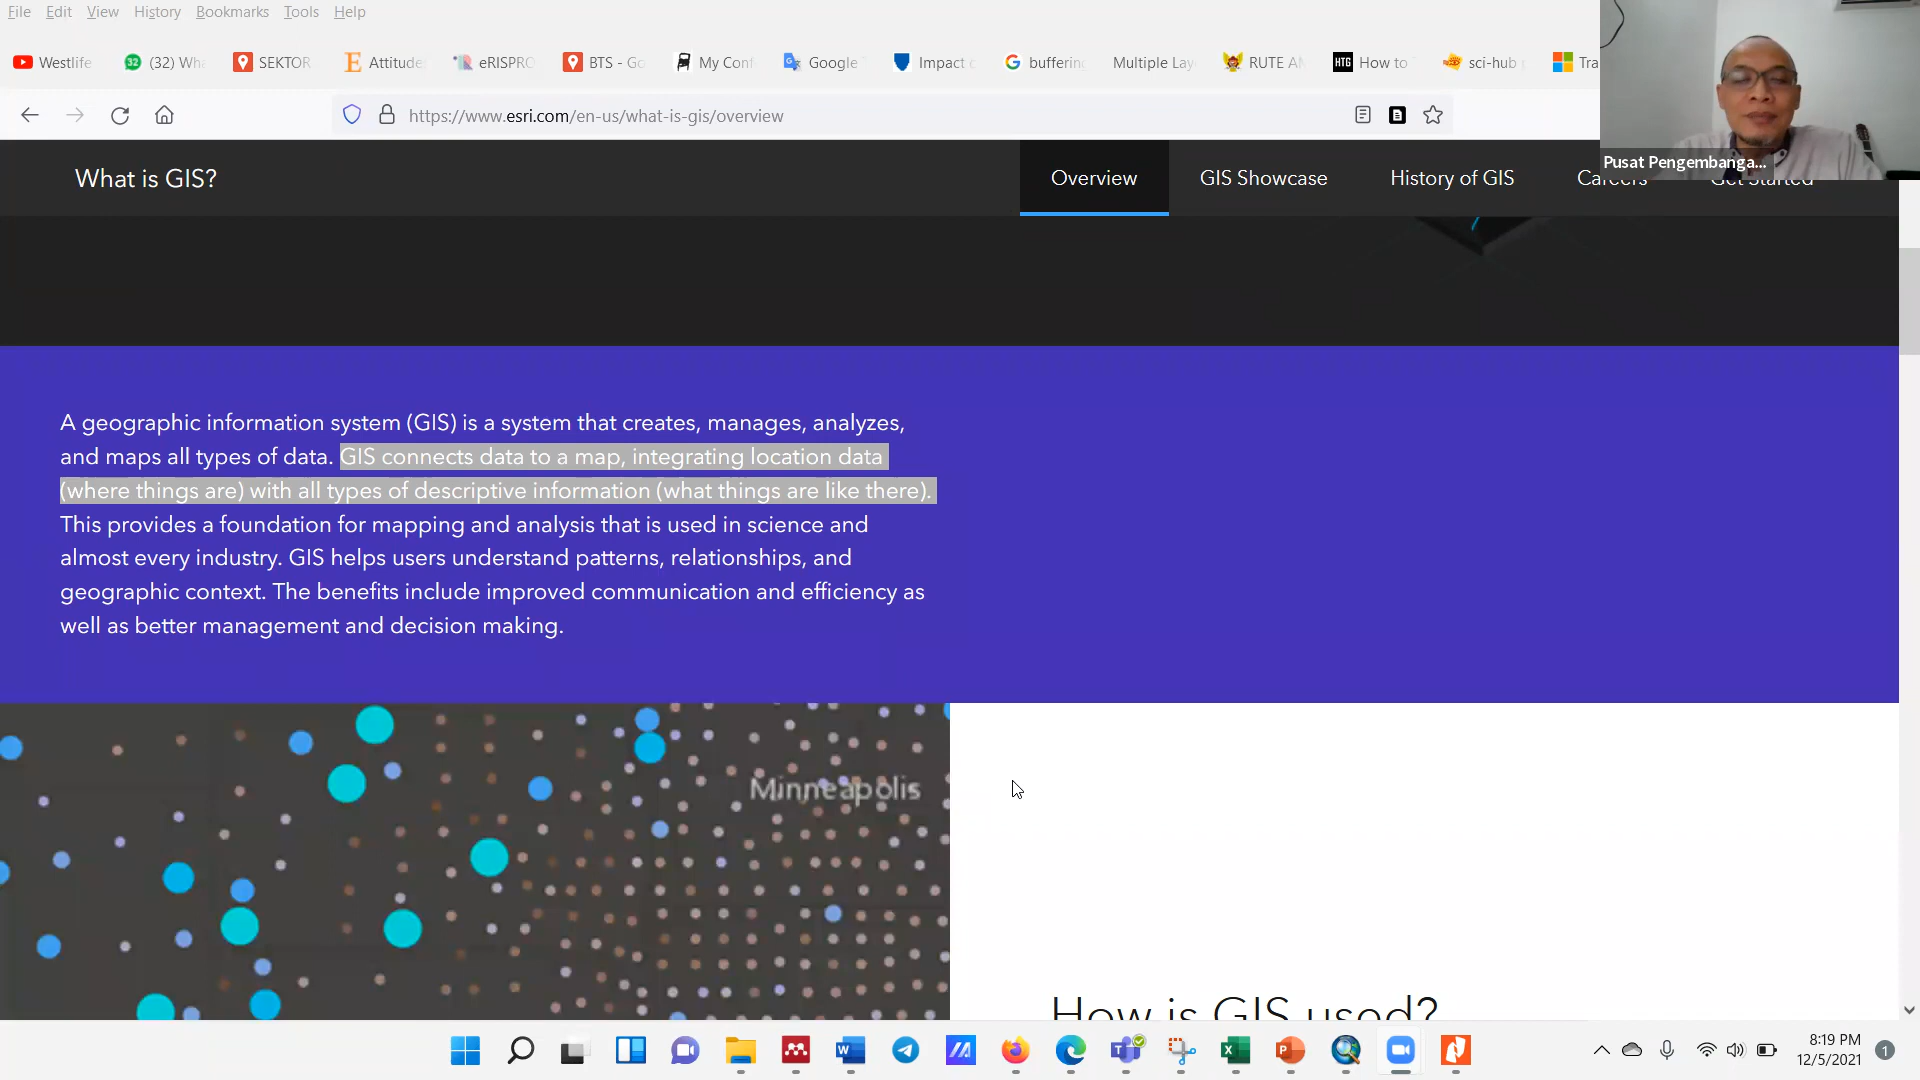 File Edit View History Bookmarks Tools Help
Westlife (32) Wha SEKTOR Attitude eRISPRO BTS - Go My Conf Google Impact c buffering Multiple Lay RUTE AN How to sci-hub Tra
https://www.esri.com/en-us/what-is-gis/overview
Pusat Pengembanga...
What is GIS? Overview GIS Showcase History of GIS Careers Get Started
A geographic information system (GIS) is a system that creates, manages, analyzes,
and maps all types of data. GIS connects data to a map, integrating location data
(where things are) with all types of descriptive information (what things are like there).
This provides a foundation for mapping and analysis that is used in science and
almost every industry. GIS helps users understand patterns, relationships, and
geographic context. The benefits include improved communication and efficiency as
well as better management and decision making.
Minneapolis
How is GIS used?
8:19 PM
12/5/2021 1